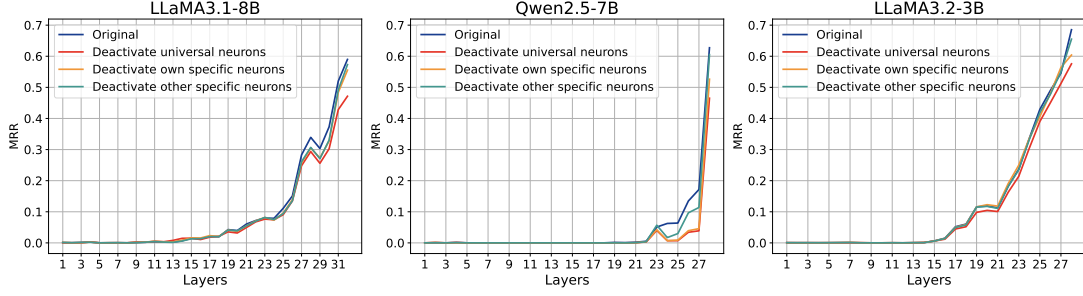 LLaMA3.1-8B
MRR
0.7
0.6
0.5
0.4
0.3
0.2
0.1
0.0
Original
Deactivate universal neurons
Deactivate own specific neurons
Deactivate other specific neurons
1 3 5 7 9 11 13 15 17 19 21 23 25 27 29 31
Layers
Qwen2.5-7B
MRR
0.7
0.6
0.5
0.4
0.3
0.2
0.1
0.0
Original
Deactivate universal neurons
Deactivate own specific neurons
Deactivate other specific neurons
1 3 5 7 9 11 13 15 17 19 21 23 25 27
Layers
LLaMA3.2-3B
MRR
0.7
0.6
0.5
0.4
0.3
0.2
0.1
0.0
Original
Deactivate universal neurons
Deactivate own specific neurons
Deactivate other specific neurons
1 3 5 7 9 11 13 15 17 19 21 23 25 27
Layers